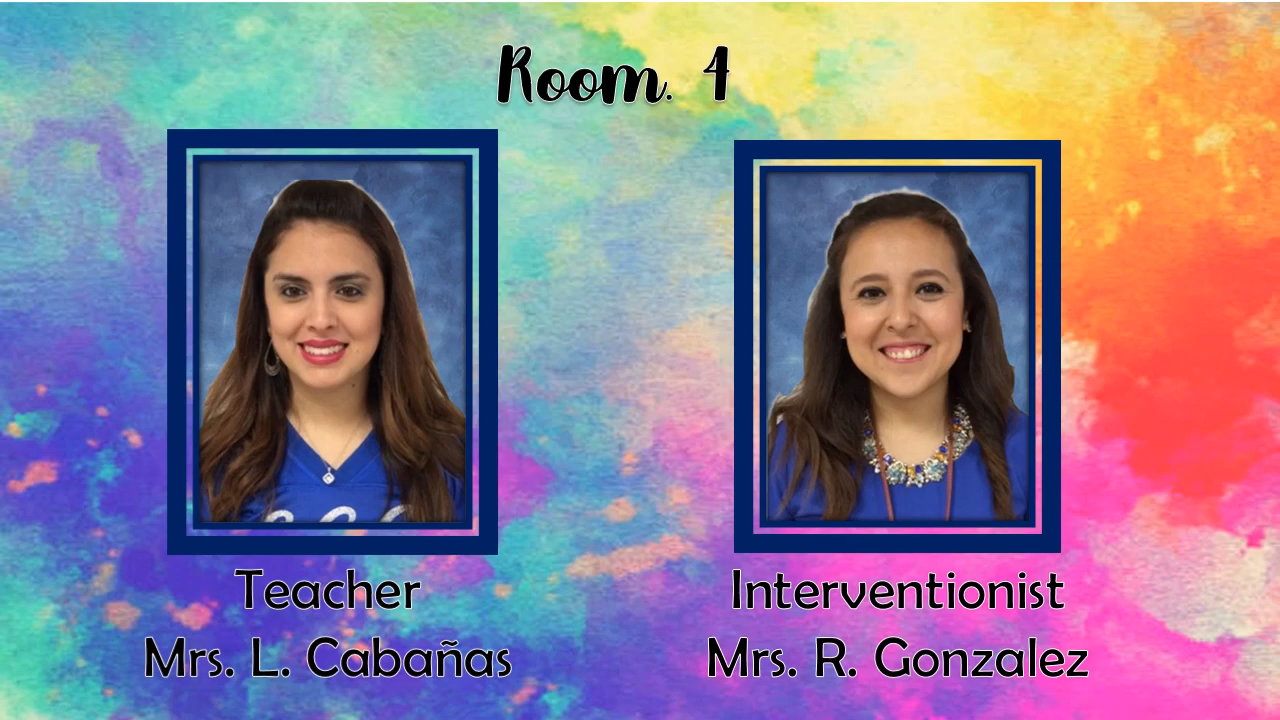 Room. 4
Teacher
Mrs. L. Cabañas
Interventionist
Mrs. R. Gonzalez